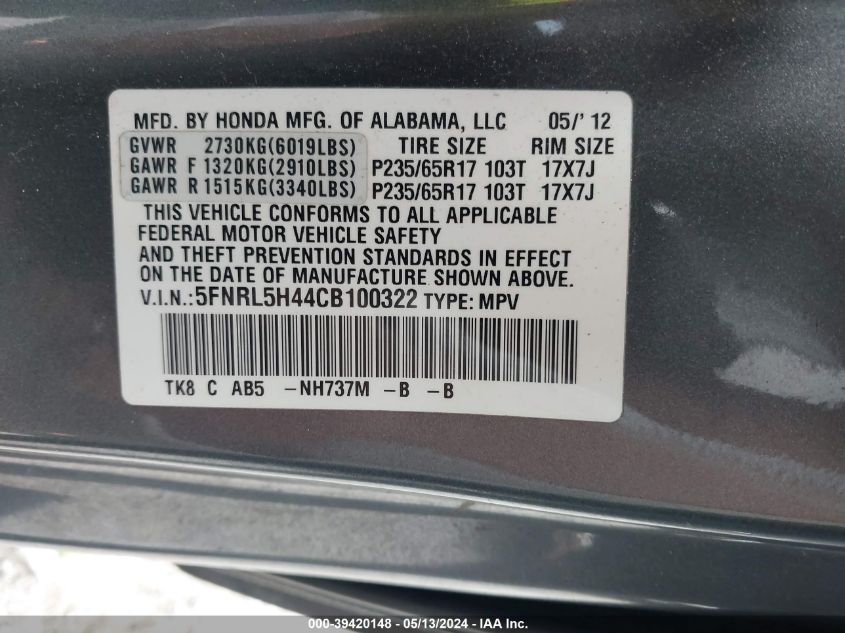 MFD. BY HONDA MFG. OF ALABAMA, LLC 05/' 12
GVWR 2730KG(6019LBS) TIRE SIZE RIM SIZE
GAWR F 1320KG(2910LBS) P235/65R17 103T 17X7J
GAWR R 1515KG(3340LBS) P235/65R17 103T 17X7J
THIS VEHICLE CONFORMS TO ALL APPLICABLE
FEDERAL MOTOR VEHICLE SAFETY
AND THEFT PREVENTION STANDARDS IN EFFECT
ON THE DATE OF MANUFACTURE SHOWN ABOVE.
V.I.N.:5FNRL5H44CB100322 TYPE: MPV
TK8 C AB5 -NH737M -B -B
000-39420148 - 05/13/2024 - IAA Inc.